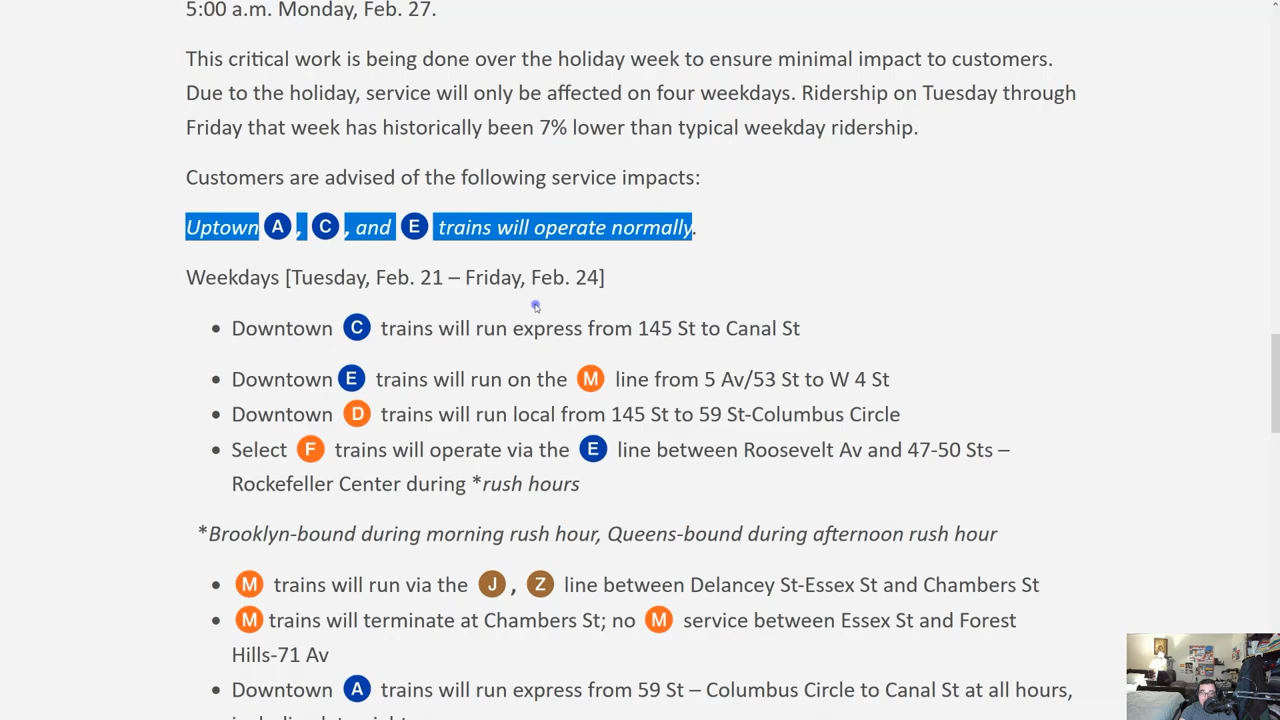 5:00 a.m. Monday, Feb. 27.
This critical work is being done over the holiday week to ensure minimal impact to customers.
Due to the holiday, service will only be affected on four weekdays. Ridership on Tuesday through
Friday that week has historically been 7% lower than typical weekday ridership.
Customers are advised of the following service impacts:
Uptown A , C , and E trains will operate normally.
Weekdays [Tuesday, Feb. 21 – Friday, Feb. 24]
• Downtown C trains will run express from 145 St to Canal St
• Downtown E trains will run on the M line from 5 Av/53 St to W 4 St
• Downtown D trains will run local from 145 St to 59 St-Columbus Circle
• Select F trains will operate via the E line between Roosevelt Av and 47-50 Sts –
Rockefeller Center during *rush hours
*Brooklyn-bound during morning rush hour, Queens-bound during afternoon rush hour
• M trains will run via the J , Z line between Delancey St-Essex St and Chambers St
• M trains will terminate at Chambers St; no M service between Essex St and Forest
Hills-71 Av
• Downtown A trains will run express from 59 St – Columbus Circle to Canal St at all hours,